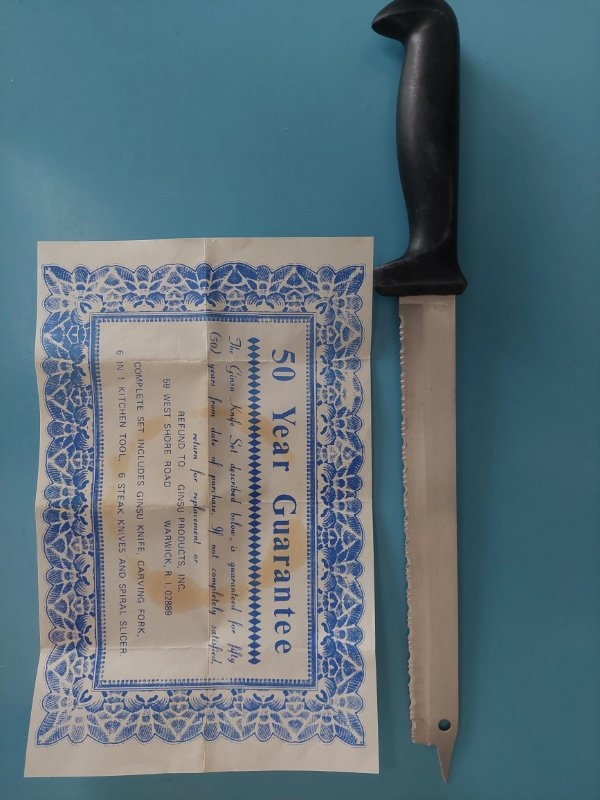 50 Year Guarantee
The Ginsu Knife Set described below, is guaranteed for fifty
(50) years from date of purchase. If not completely satisfied,
return for replacement or
REFUND TO: GINSU PRODUCTS, INC.
59 WEST SHORE ROAD WARWICK, R. I. 02889
COMPLETE SET INCLUDES GINSU KNIFE, CARVING FORK,
6 IN 1 KITCHEN TOOL, 6 STEAK KNIVES AND SPIRAL SLICER.